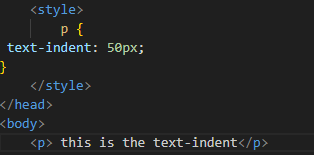 <style>
p {
text-indent: 50px;
}
</style>
</head>
<body>
<p> this is the text-indent</p>